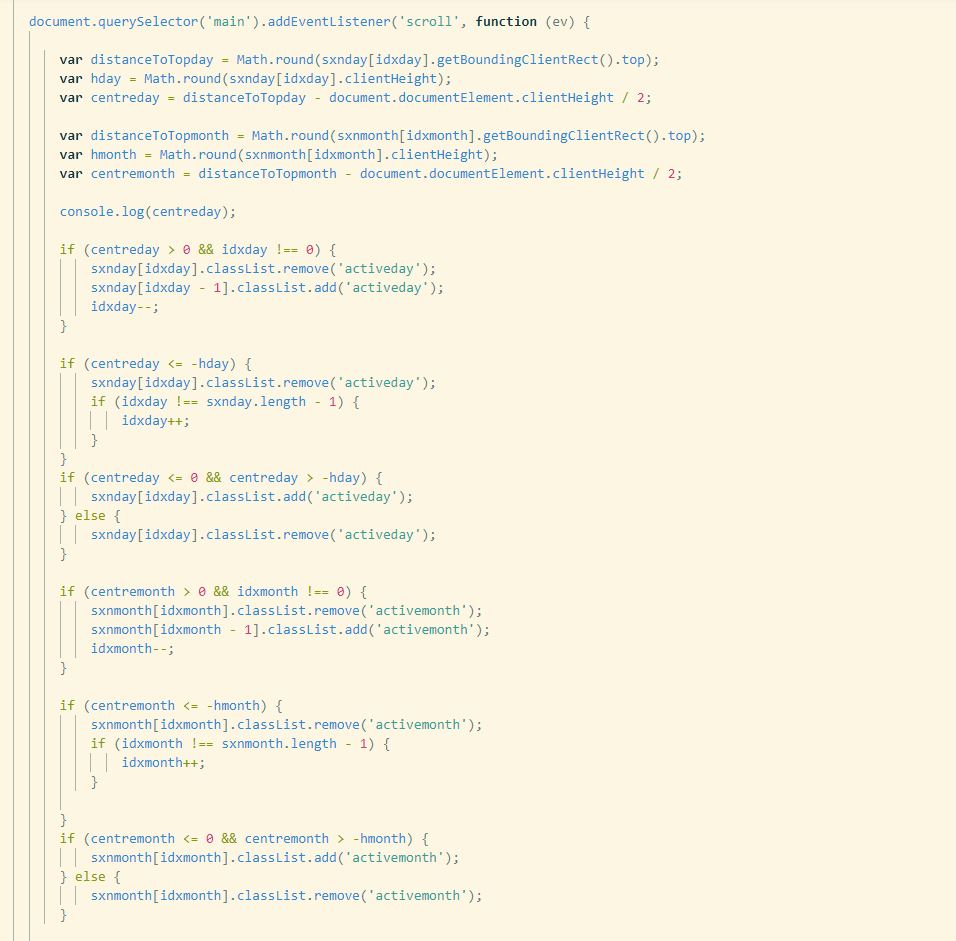 document.querySelector('main').addEventListener('scroll', function (ev) {
var distanceToTopday = Math.round(sxnday[idxday].getBoundingClientRect().top);
var hday = Math.round(sxnday[idxday].clientHeight);
var centreday = distanceToTopday - document.documentElement.clientHeight / 2;
var distanceToTopmonth = Math.round(sxnmonth[idxmonth].getBoundingClientRect().top);
var hmonth = Math.round(sxnmonth[idxmonth].clientHeight);
var centremonth = distanceToTopmonth - document.documentElement.clientHeight / 2;
console.log(centreday);
if (centreday > 0 && idxday !== 0) {
sxnday[idxday].classList.remove('activeday');
sxnday[idxday - 1].classList.add('activeday');
idxday--;
}
if (centreday <= -hday) {
sxnday[idxday].classList.remove('activeday');
if (idxday !== sxnday.length - 1) {
idxday++;
}
}
if (centreday <= 0 && centreday > -hday) {
sxnday[idxday].classList.add('activeday');
} else {
sxnday[idxday].classList.remove('activeday');
}
if (centremonth > 0 && idxmonth !== 0) {
sxnmonth[idxmonth].classList.remove('activemonth');
sxnmonth[idxmonth - 1].classList.add('activemonth');
idxmonth--;
}
if (centremonth <= -hmonth) {
sxnmonth[idxmonth].classList.remove('activemonth');
if (idxmonth !== sxnmonth.length - 1) {
idxmonth++;
}
}
if (centremonth <= 0 && centremonth > -hmonth) {
sxnmonth[idxmonth].classList.add('activemonth');
} else {
sxnmonth[idxmonth].classList.remove('activemonth');
}